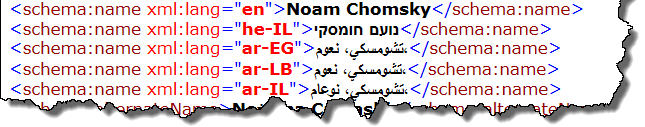 <schema:name xml:lang="en">Noam Chomsky</schema:name>
<schema:name xml:lang="he-IL">נועם חומסקי</schema:name>
<schema:name xml:lang="ar-EG">تشومسكي، نعوم،</schema:name>
<schema:name xml:lang="ar-LB">تشومسكي، نعوم،</schema:name>
<schema:name xml:lang="ar-IL">تشومسكي، نوعام،</schema:name>